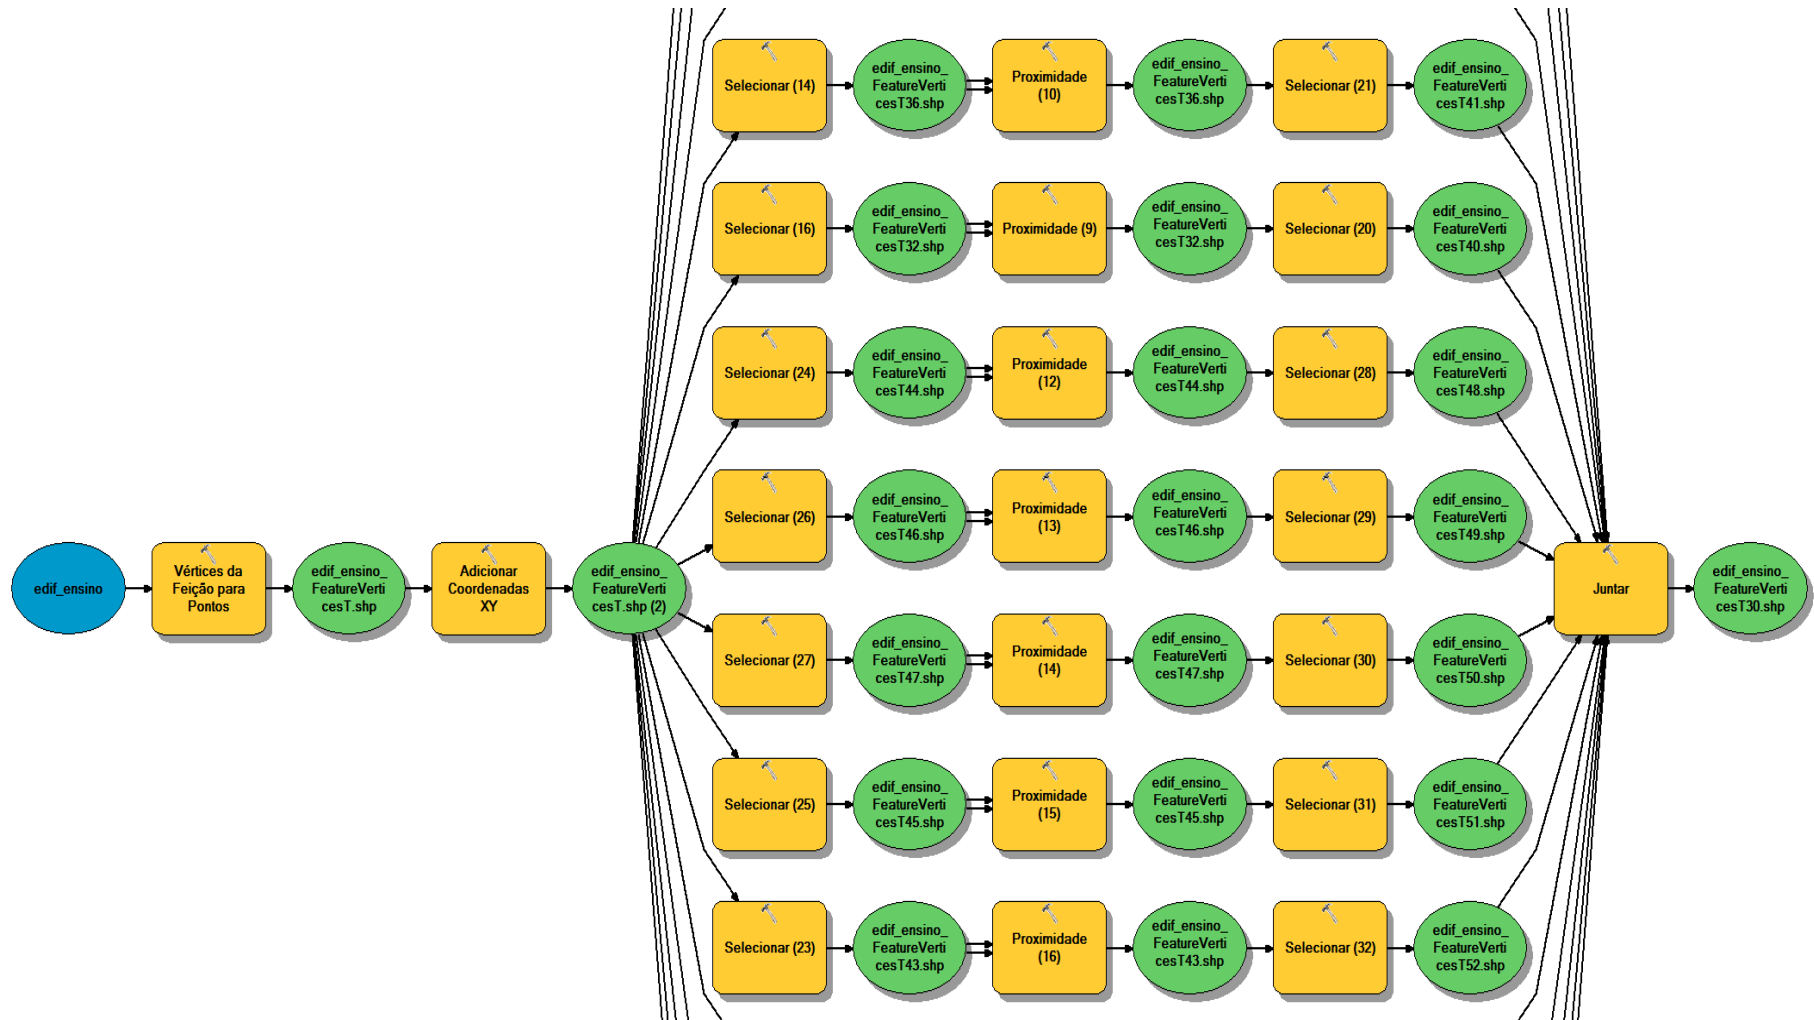 Selecionar (14)
edif_ensino_
FeatureVerti
cesT36.shp
Proximidade
(10)
edif_ensino_
FeatureVerti
cesT36.shp
Selecionar (21)
edif_ensino_
FeatureVerti
cesT41.shp
Selecionar (16)
edif_ensino_
FeatureVerti
cesT32.shp
Proximidade (9)
edif_ensino_
FeatureVerti
cesT32.shp
Selecionar (20)
edif_ensino_
FeatureVerti
cesT40.shp
Selecionar (24)
edif_ensino_
FeatureVerti
cesT44.shp
Proximidade
(12)
edif_ensino_
FeatureVerti
cesT44.shp
Selecionar (28)
edif_ensino_
FeatureVerti
cesT48.shp
Selecionar (26)
edif_ensino_
FeatureVerti
cesT46.shp
Proximidade
(13)
edif_ensino_
FeatureVerti
cesT46.shp
Selecionar (29)
edif_ensino_
FeatureVerti
cesT49.shp
edif_ensino
Vértices da
Feição para
Pontos
edif_ensino_
FeatureVerti
cesT.shp
Adicionar
Coordenadas
XY
edif_ensino_
FeatureVerti
cesT.shp (2)
Juntar
edif_ensino_
FeatureVerti
cesT30.shp
Selecionar (27)
edif_ensino_
FeatureVerti
cesT47.shp
Proximidade
(14)
edif_ensino_
FeatureVerti
cesT47.shp
Selecionar (30)
edif_ensino_
FeatureVerti
cesT50.shp
Selecionar (25)
edif_ensino_
FeatureVerti
cesT45.shp
Proximidade
(15)
edif_ensino_
FeatureVerti
cesT45.shp
Selecionar (31)
edif_ensino_
FeatureVerti
cesT51.shp
Selecionar (23)
edif_ensino_
FeatureVerti
cesT43.shp
Proximidade
(16)
edif_ensino_
FeatureVerti
cesT43.shp
Selecionar (32)
edif_ensino_
FeatureVerti
cesT52.shp